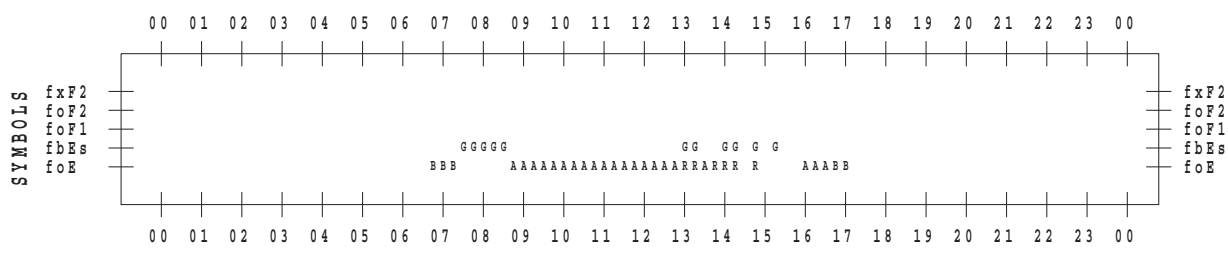 00 01 02 03 04 05 06 07 08 09 10 11 12 13 14 15 16 17 18 19 20 21 22 23 00
SYMBOLS
fxF2 fxF2
foF2 foF2
foF1 foF1
fbEs GGGGG GG GG G G fbEs
foE BBB AAAAAAAAAAAAAAAAARRARRR R AAABB foE
00 01 02 03 04 05 06 07 08 09 10 11 12 13 14 15 16 17 18 19 20 21 22 23 00